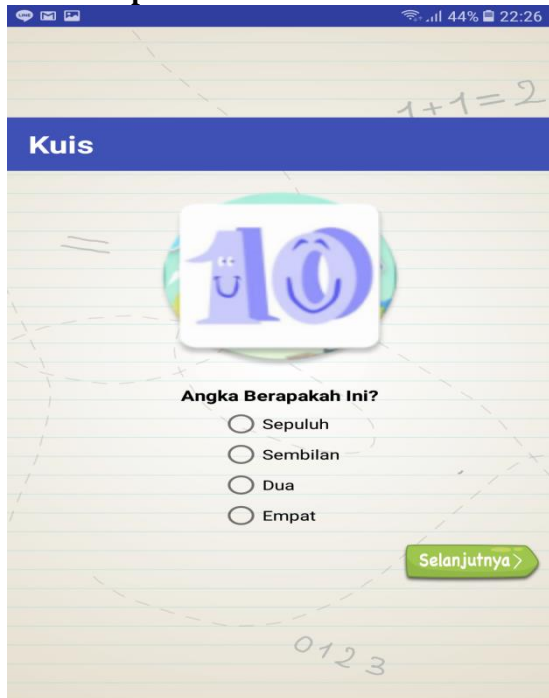 44% 22:26
1+1=2
Kuis
=
10
Angka Berapakah Ini?
Sepuluh
Sembilan
Dua
Empat
Selanjutnya >
0123